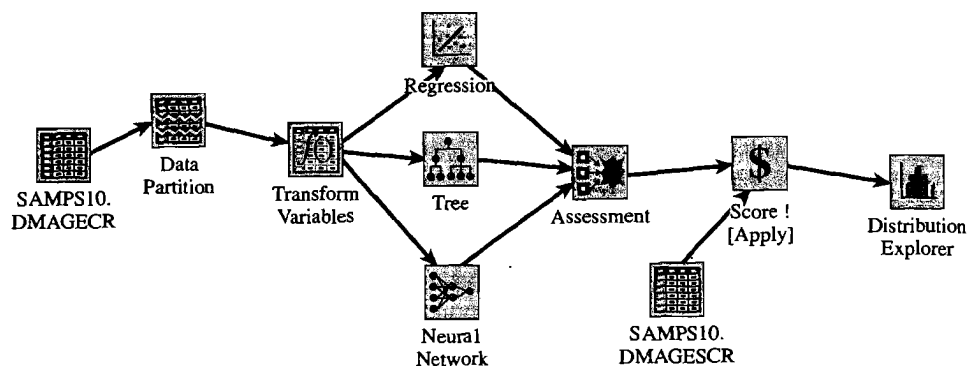 Regression
SAMPS10.
DMAGECR
Data
Partition
Transform
Variables
Tree
Neural
Network
Assessment
Score !
[Apply]
SAMPS10.
DMAGESCR
Distribution
Explorer